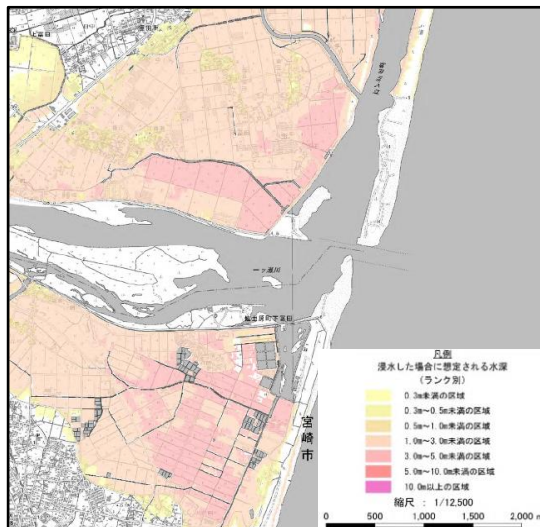 一ツ瀬川
宮崎市
凡例
浸水した場合に想定される水深
(ランク別)
0.3m未満の区域
0.3m~0.5m未満の区域
0.5m~1.0m未満の区域
1.0m~3.0m未満の区域
3.0m~5.0m未満の区域
5.0m~10.0m未満の区域
10.0m以上の区域
縮尺 : 1/12,500
0 500 1,000 1,500 2,000 m